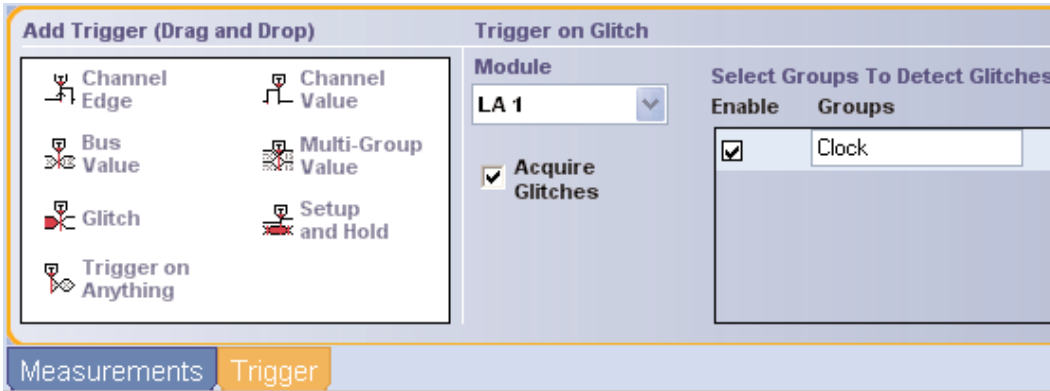 Add Trigger (Drag and Drop)
Channel
Edge
Channel
Value
Bus
Value
Multi-Group
Value
Glitch
Setup
and Hold
Trigger on
Anything
Trigger on Glitch
Module
LA 1
Acquire
Glitches
Select Groups To Detect Glitches
Enable Groups
Clock
Measurements
Trigger